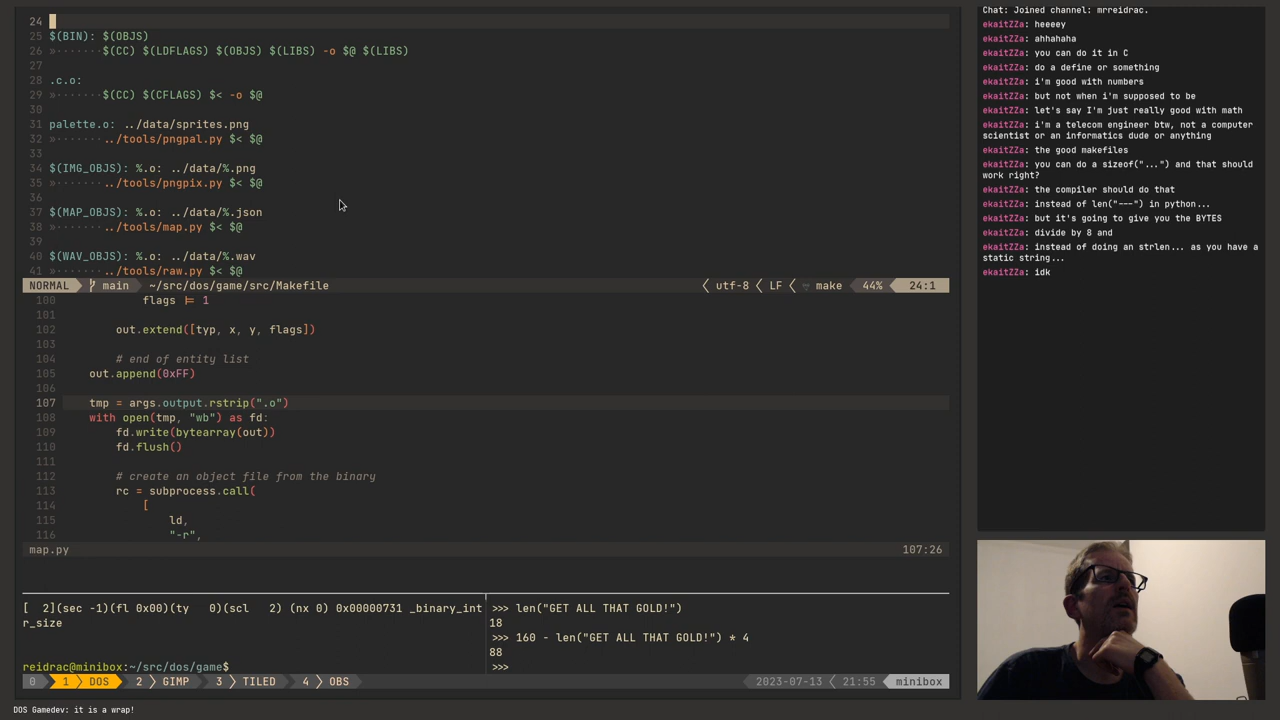 24
25 $(BIN): $(OBJS)
26 »·······$(CC) $(LDFLAGS) $(OBJS) $(LIBS) -o $@ $(LIBS)
27
28 .c.o:
29 »·······$(CC) $(CFLAGS) $< -o $@
30
31 palette.o: ../data/sprites.png
32 »·······../tools/pngpal.py $< $@
33
34 $(IMG_OBJS): %.o: ../data/%.png
35 »·······../tools/pngpix.py $< $@
36
37 $(MAP_OBJS): %.o: ../data/%.json
38 »·······../tools/map.py $< $@
39
40 $(WAV_OBJS): %.o: ../data/%.wav
41 »·······../tools/raw.py $< $@
NORMAL main ~/src/dos/game/src/Makefile utf-8 LF make 44% 24:1
100 flags |= 1
101
102 out.extend([typ, x, y, flags])
103
104 # end of entity list
105 out.append(0xFF)
106
107 tmp = args.output.rstrip(".o")
108 with open(tmp, "wb") as fd:
109 fd.write(bytearray(out))
110 fd.flush()
111
112 # create an object file from the binary
113 rc = subprocess.call(
114 [
115 ld,
116 "-r",
map.py 107:26
[  2](sec -1)(fl 0x00)(ty   0)(scl   2) (nx 0) 0x00000731 _binary_int
r_size
reidrac@minibox:~/src/dos/game$
>>> len("GET ALL THAT GOLD!")
18
>>> 160 - len("GET ALL THAT GOLD!") * 4
88
>>>
0 1 DOS 2 GIMP 3 TILED 4 OBS 2023-07-13 21:55 minibox
DOS Gamedev: it is a wrap!
Chat: Joined channel: mrreidrac.
ekaitZZa: heeeey
ekaitZZa: ahhahaha
ekaitZZa: you can do it in C
ekaitZZa: do a define or something
ekaitZZa: i'm good with numbers
ekaitZZa: but not when i'm supposed to be
ekaitZZa: let's say I'm just really good with math
ekaitZZa: i'm a telecom engineer btw, not a computer
scientist or an informatics dude or anything
ekaitZZa: the good makefiles
ekaitZZa: you can do a sizeof("...") and that should
work right?
ekaitZZa: the compiler should do that
ekaitZZa: instead of len("---") in python...
ekaitZZa: but it's going to give you the BYTES
ekaitZZa: divide by 8 and
ekaitZZa: instead of doing an strlen... as you have a
static string...
ekaitZZa: idk